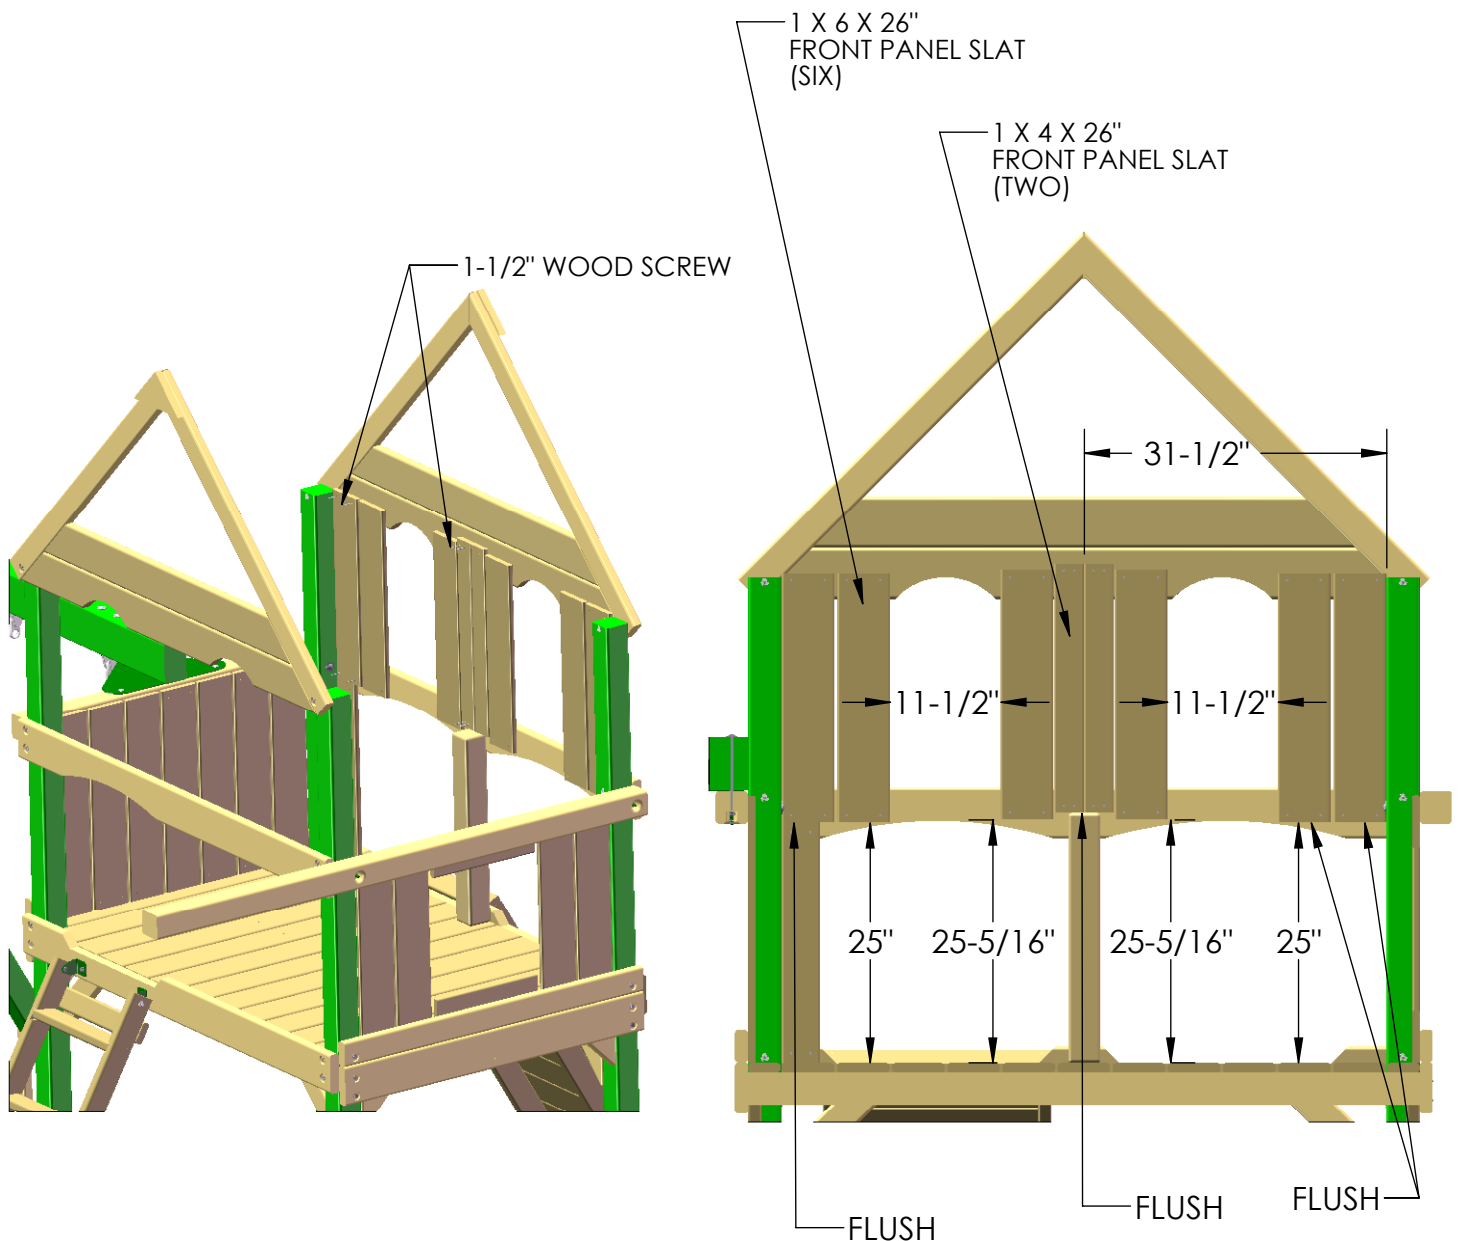 1 X 6 X 26"
FRONT PANEL SLAT
(SIX)
1 X 4 X 26"
FRONT PANEL SLAT
(TWO)
1-1/2" WOOD SCREW
31-1/2"
11-1/2"
11-1/2"
25"
25-5/16"
25-5/16"
25"
FLUSH
FLUSH
FLUSH